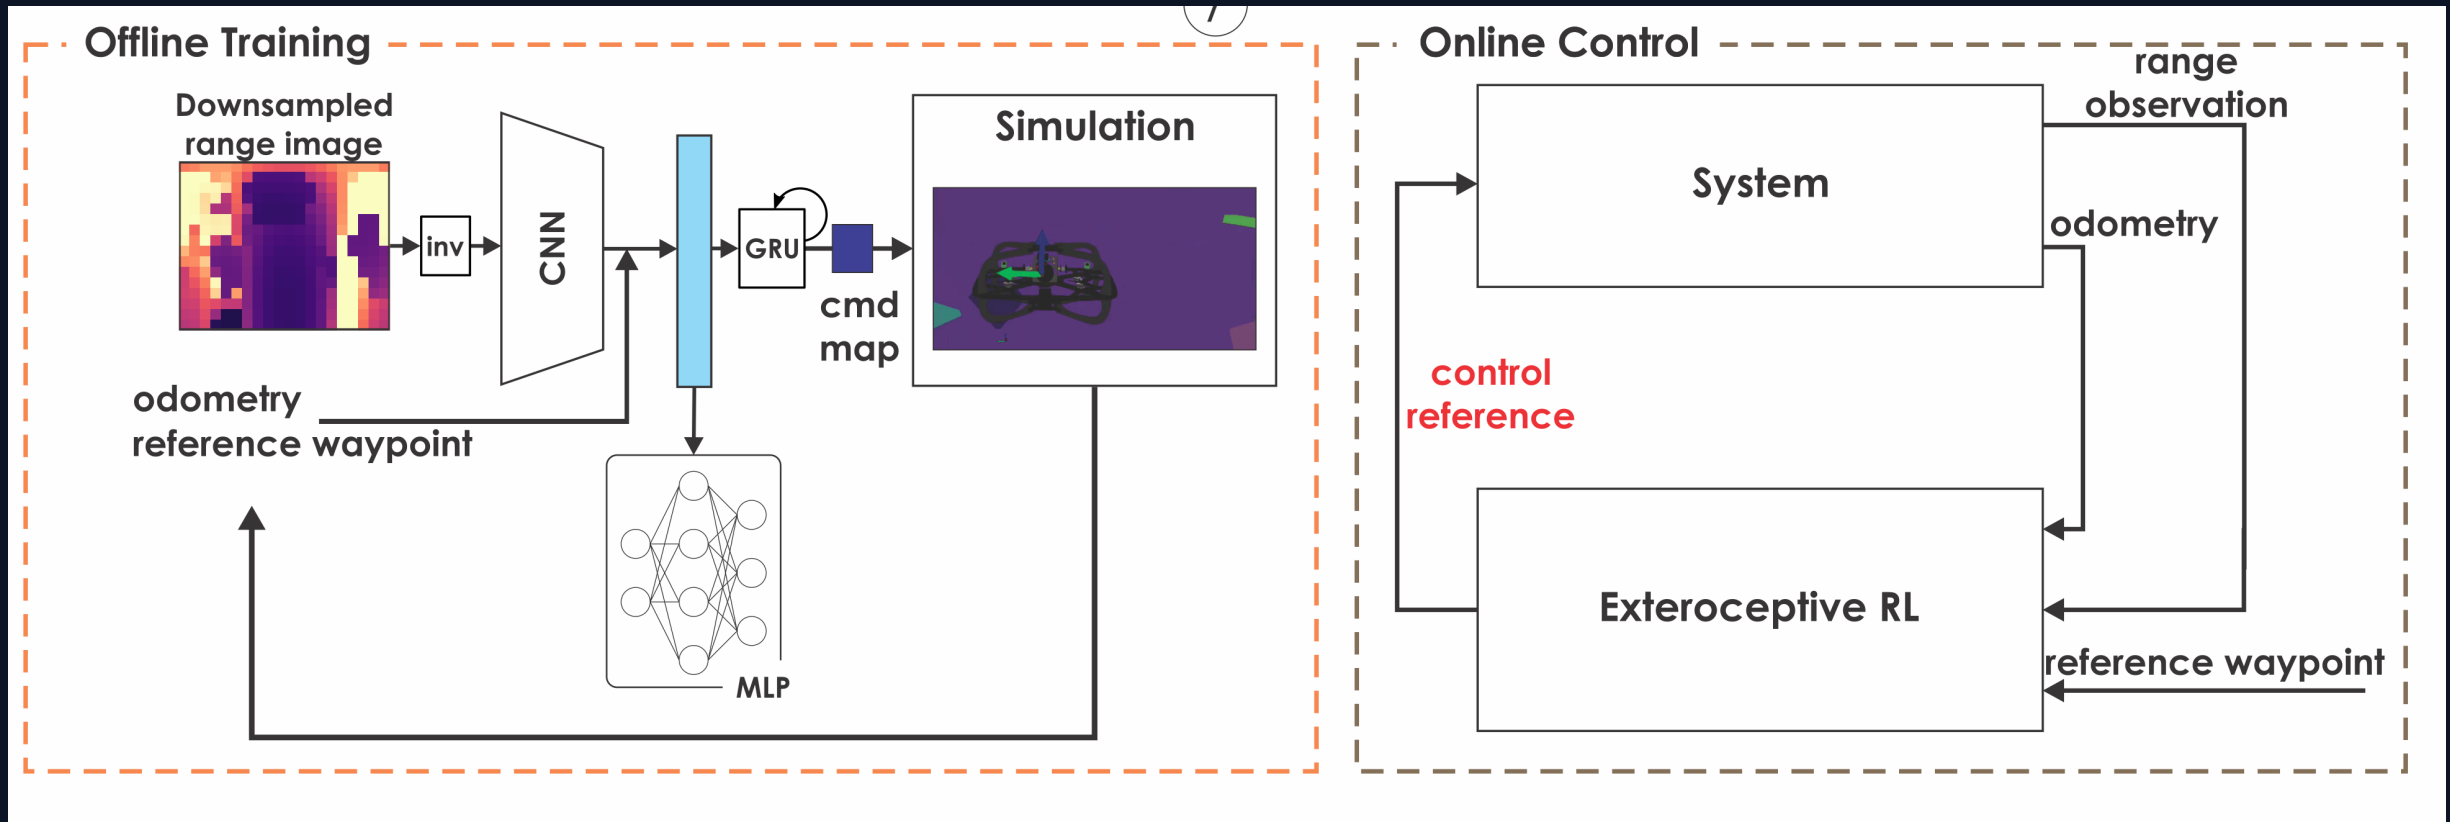 Offline Training
Downsampled
range image
inv
CNN
GRU
cmd
map
Simulation
odometry
reference waypoint
MLP
Online Control
range
observation
System
odometry
control
reference
Exteroceptive RL
reference waypoint